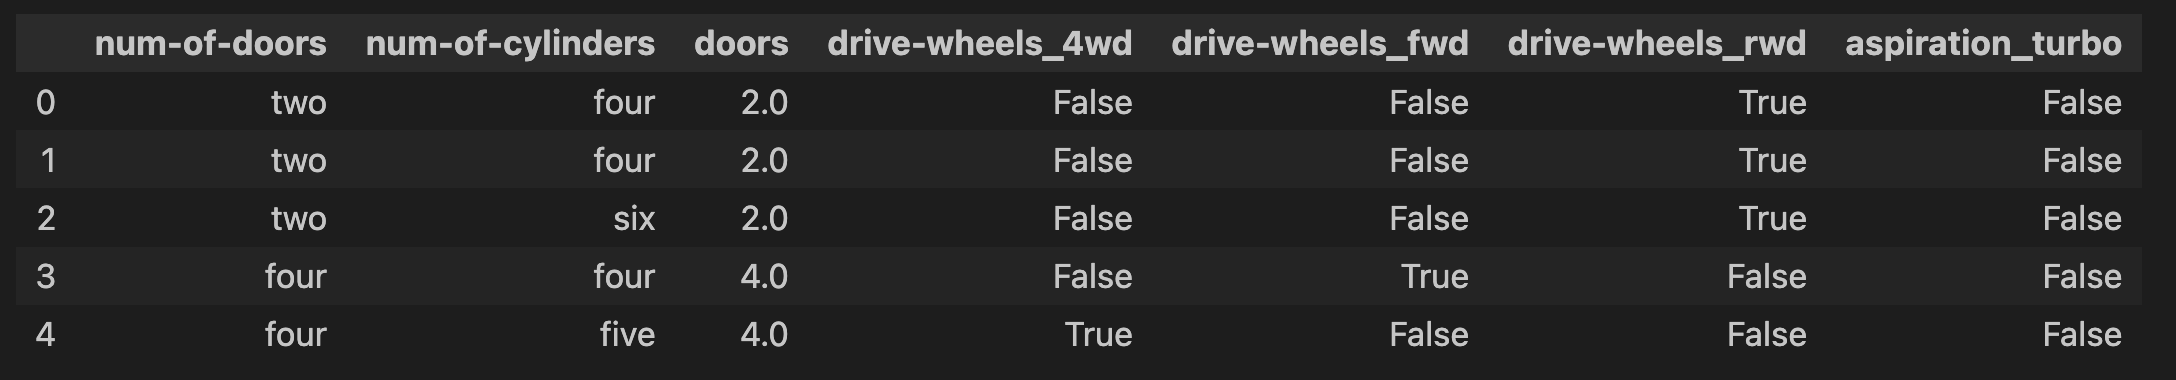 num-of-doors num-of-cylinders doors drive-wheels_4wd drive-wheels_fwd drive-wheels_rwd aspiration_turbo
0 two four 2.0 False False True False
1 two four 2.0 False False True False
2 two six 2.0 False False True False
3 four four 4.0 False True False False
4 four five 4.0 True False False False